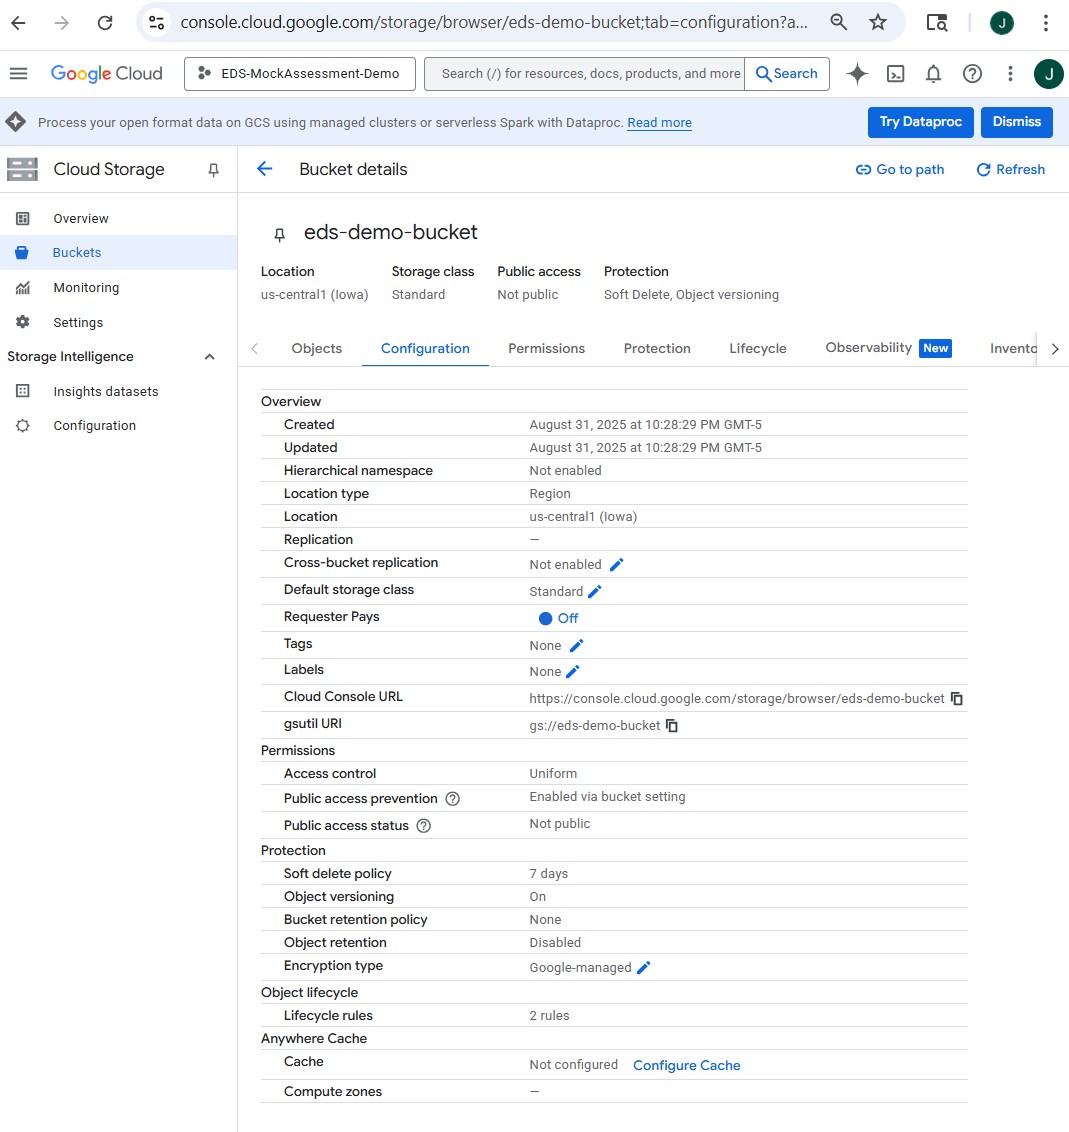 console.cloud.google.com/storage/browser/eds-demo-bucket;tab=configuration?a...
J
Google Cloud
EDS-MockAssessment-Demo
Search (/) for resources, docs, products, and more
Search
J
Process your open format data on GCS using managed clusters or serverless Spark with Dataproc. Read more
Try Dataproc
Dismiss
Cloud Storage
Overview
Buckets
Monitoring
Settings
Storage Intelligence
Insights datasets
Configuration
Bucket details
Go to path
Refresh
eds-demo-bucket
Location Storage class Public access Protection
us-central1 (Iowa) Standard Not public Soft Delete, Object versioning
Objects Configuration Permissions Protection Lifecycle Observability New Invento
Overview
Created August 31, 2025 at 10:28:29 PM GMT-5
Updated August 31, 2025 at 10:28:29 PM GMT-5
Hierarchical namespace Not enabled
Location type Region
Location us-central1 (Iowa)
Replication —
Cross-bucket replication Not enabled
Default storage class Standard
Requester Pays Off
Tags None
Labels None
Cloud Console URL https://console.cloud.google.com/storage/browser/eds-demo-bucket
gsutil URI gs://eds-demo-bucket
Permissions
Access control Uniform
Public access prevention Enabled via bucket setting
Public access status Not public
Protection
Soft delete policy 7 days
Object versioning On
Bucket retention policy None
Object retention Disabled
Encryption type Google-managed
Object lifecycle
Lifecycle rules 2 rules
Anywhere Cache
Cache Not configured Configure Cache
Compute zones —